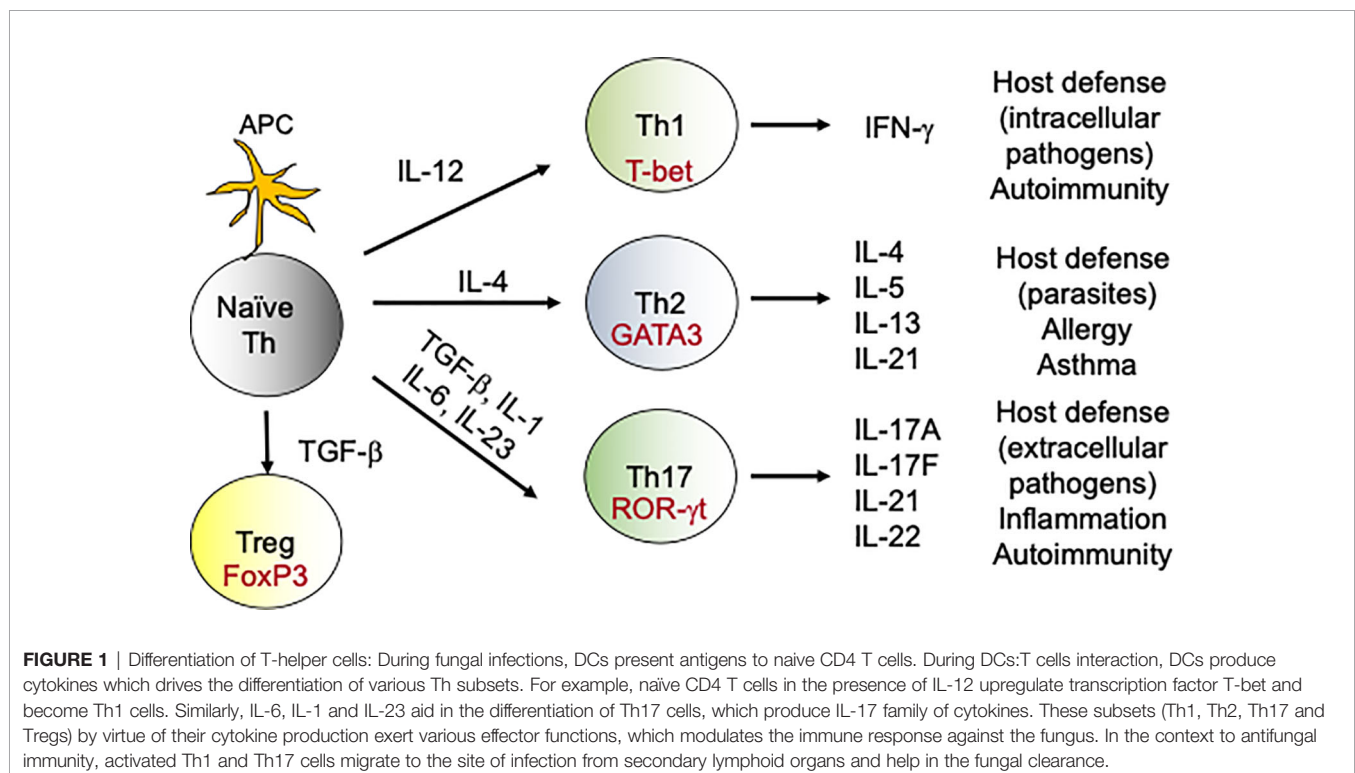 APC
Naïve
Th
IL-12
IL-4
TGF-β, IL-1
IL-6, IL-23
TGF-β
Treg
FoxP3
Th1
T-bet
IFN-γ
Host defense
(intracellular
pathogens)
Autoimmunity
Th2
GATA3
IL-4
IL-5
IL-13
IL-21
Host defense
(parasites)
Allergy
Asthma
Th17
ROR-γt
IL-17A
IL-17F
IL-21
IL-22
Host defense
(extracellular
pathogens)
Inflammation
Autoimmunity
FIGURE 1 | Differentiation of T-helper cells: During fungal infections, DCs present antigens to naive CD4 T cells. During DCs:T cells interaction, DCs produce
cytokines which drives the differentiation of various Th subsets. For example, naïve CD4 T cells in the presence of IL-12 upregulate transcription factor T-bet and
become Th1 cells. Similarly, IL-6, IL-1 and IL-23 aid in the differentiation of Th17 cells, which produce IL-17 family of cytokines. These subsets (Th1, Th2, Th17 and
Tregs) by virtue of their cytokine production exert various effector functions, which modulates the immune response against the fungus. In the context to antifungal
immunity, activated Th1 and Th17 cells migrate to the site of infection from secondary lymphoid organs and help in the fungal clearance.